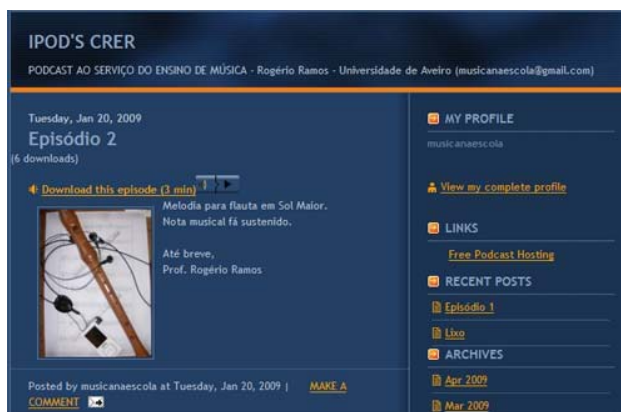 IPOD'S CRER
PODCAST AO SERVIÇO DO ENSINO DE MÚSICA - Rogério Ramos - Universidade de Aveiro (musicanaescola@gmail.com)
Tuesday, Jan 20, 2009
Episódio 2
(6 downloads)
Download this episode (3 min)
Melodia para flauta em Sol Maior.
Nota musical fá sustenido.
Até breve,
Prof. Rogério Ramos
Posted by musicanaescola at Tuesday, Jan 20, 2009 | MAKE A
COMMENT
MY PROFILE
musicanaescola
View my complete profile
LINKS
Free Podcast Hosting
RECENT POSTS
Episódio 1
Lixo
ARCHIVES
Apr 2009
Mar 2009